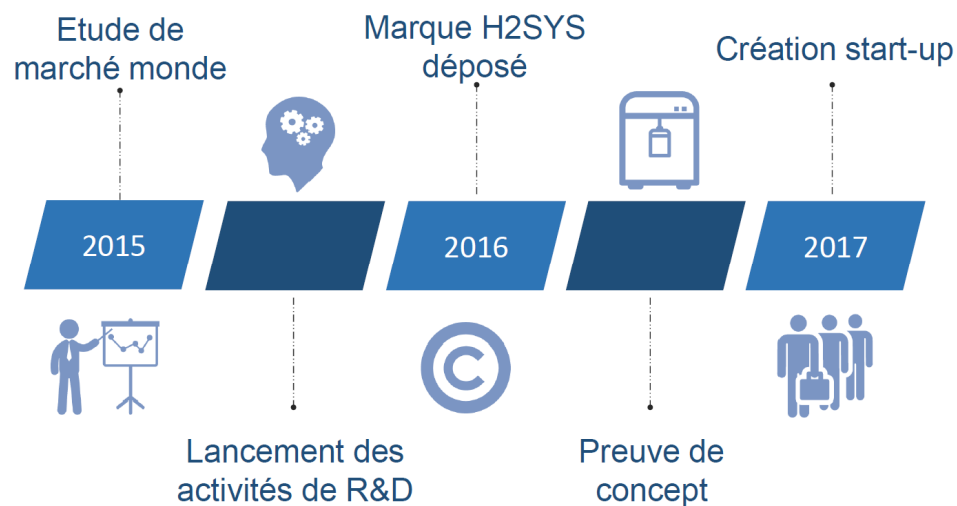 Etude de
marché monde
Marque H2SYS
déposé
Création start-up
2015
2016
2017
Lancement des
activités de R&D
Preuve de
concept